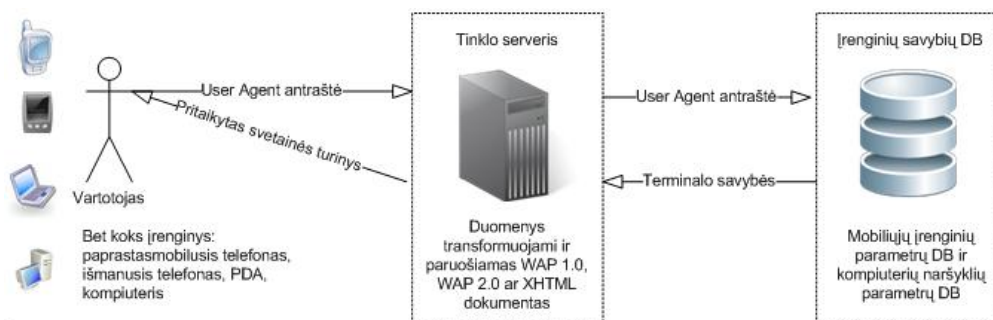 Tinklo serveris
Įrenginių savybių DB
User Agent antraštė
User Agent antraštė
Pritaikytas svetainės turinys
Terminalo savybės
Vartotojas
Bet koks įrenginys:
paprastasmobilusis telefonas,
išmanusis telefonas, PDA,
kompiuteris
Duomenys
transformuojami ir
paruošiamas WAP 1.0,
WAP 2.0 ar XHTML
dokumentas
Mobiliųjų įrenginių
parametrų DB ir
kompiuterių naršyklių
parametrų DB